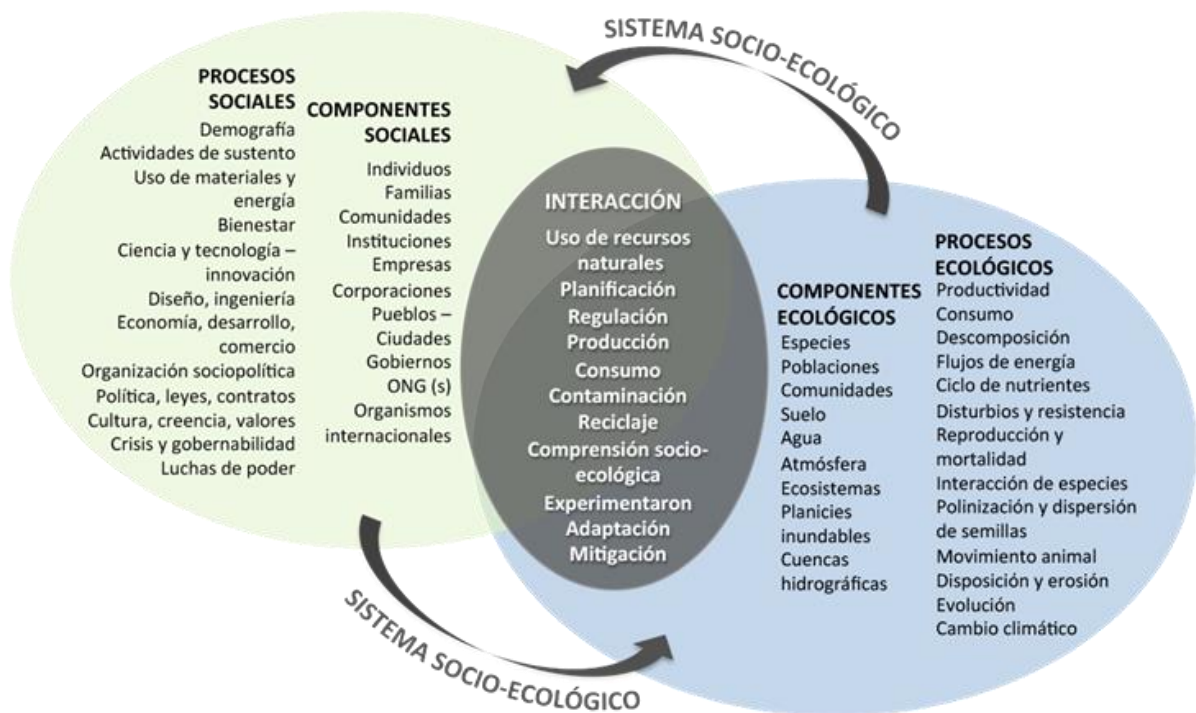 SISTEMA SOCIO-ECOLÓGICO
PROCESOS
SOCIALES
Demografía
Actividades de sustento
Uso de materiales y
energía
Bienestar
Ciencia y tecnología –
innovación
Diseño, ingeniería
Economía, desarrollo,
comercio
Organización sociopolítica
Política, leyes, contratos
Cultura, creencia, valores
Crisis y gobernabilidad
Luchas de poder
COMPONENTES
SOCIALES
Individuos
Familias
Comunidades
Instituciones
Empresas
Corporaciones
Pueblos –
Ciudades
Gobiernos
ONG (s)
Organismos
internacionales
INTERACCIÓN
Uso de recursos
naturales
Planificación
Regulación
Producción
Consumo
Contaminación
Reciclaje
Comprensión socio-
ecológica
Experimentaron
Adaptación
Mitigación
COMPONENTES
ECOLÓGICOS
Especies
Poblaciones
Comunidades
Suelo
Agua
Atmósfera
Ecosistemas
Planicies
inundables
Cuencas
hidrográficas
PROCESOS
ECOLÓGICOS
Productividad
Consumo
Descomposición
Flujos de energía
Ciclo de nutrientes
Disturbios y resistencia
Reproducción y
mortalidad
Interacción de especies
Polinización y dispersión
de semillas
Movimiento animal
Disposición y erosión
Evolución
Cambio climático
SISTEMA SOCIO-ECOLÓGICO